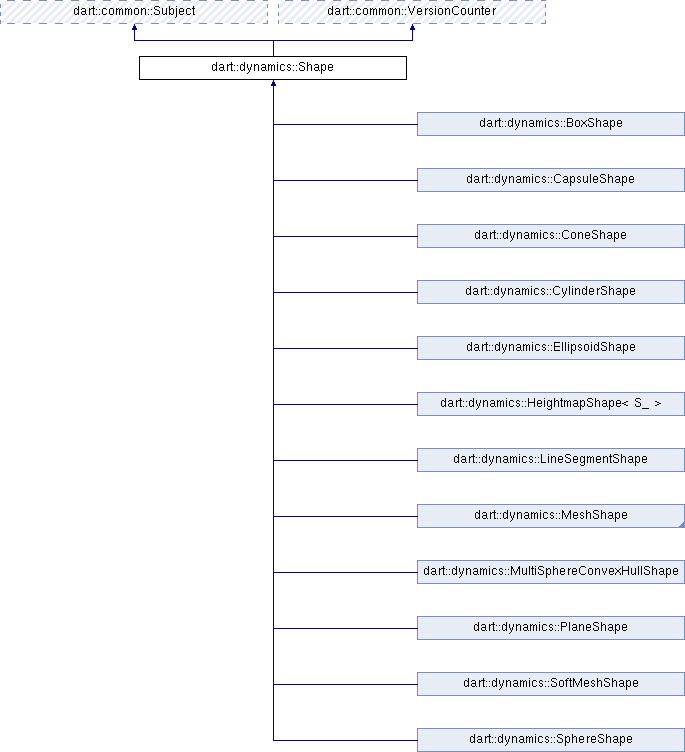 dart::common::Subject
dart::common::VersionCounter
dart::dynamics::Shape
dart::dynamics::BoxShape
dart::dynamics::CapsuleShape
dart::dynamics::ConeShape
dart::dynamics::CylinderShape
dart::dynamics::EllipsoidShape
dart::dynamics::HeightmapShape< S_ >
dart::dynamics::LineSegmentShape
dart::dynamics::MeshShape
dart::dynamics::MultiSphereConvexHullShape
dart::dynamics::PlaneShape
dart::dynamics::SoftMeshShape
dart::dynamics::SphereShape